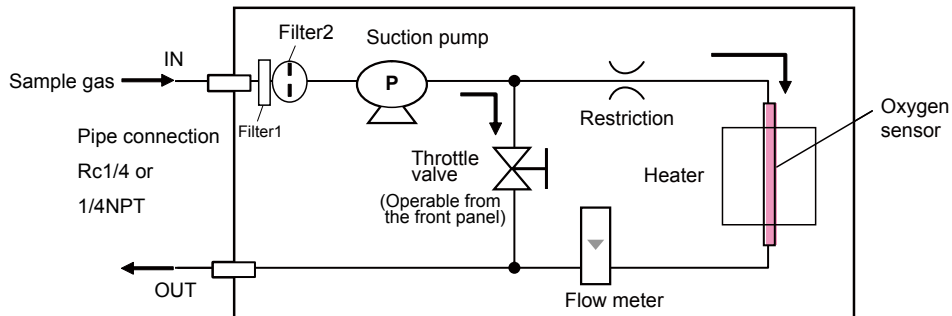 Filter2
Suction pump
IN
Sample gas
P
Filter1
Restriction
Oxygen
sensor
Pipe connection
Rc1/4 or
1/4NPT
Throttle
valve
(Operable from
the front panel)
Heater
OUT
Flow meter